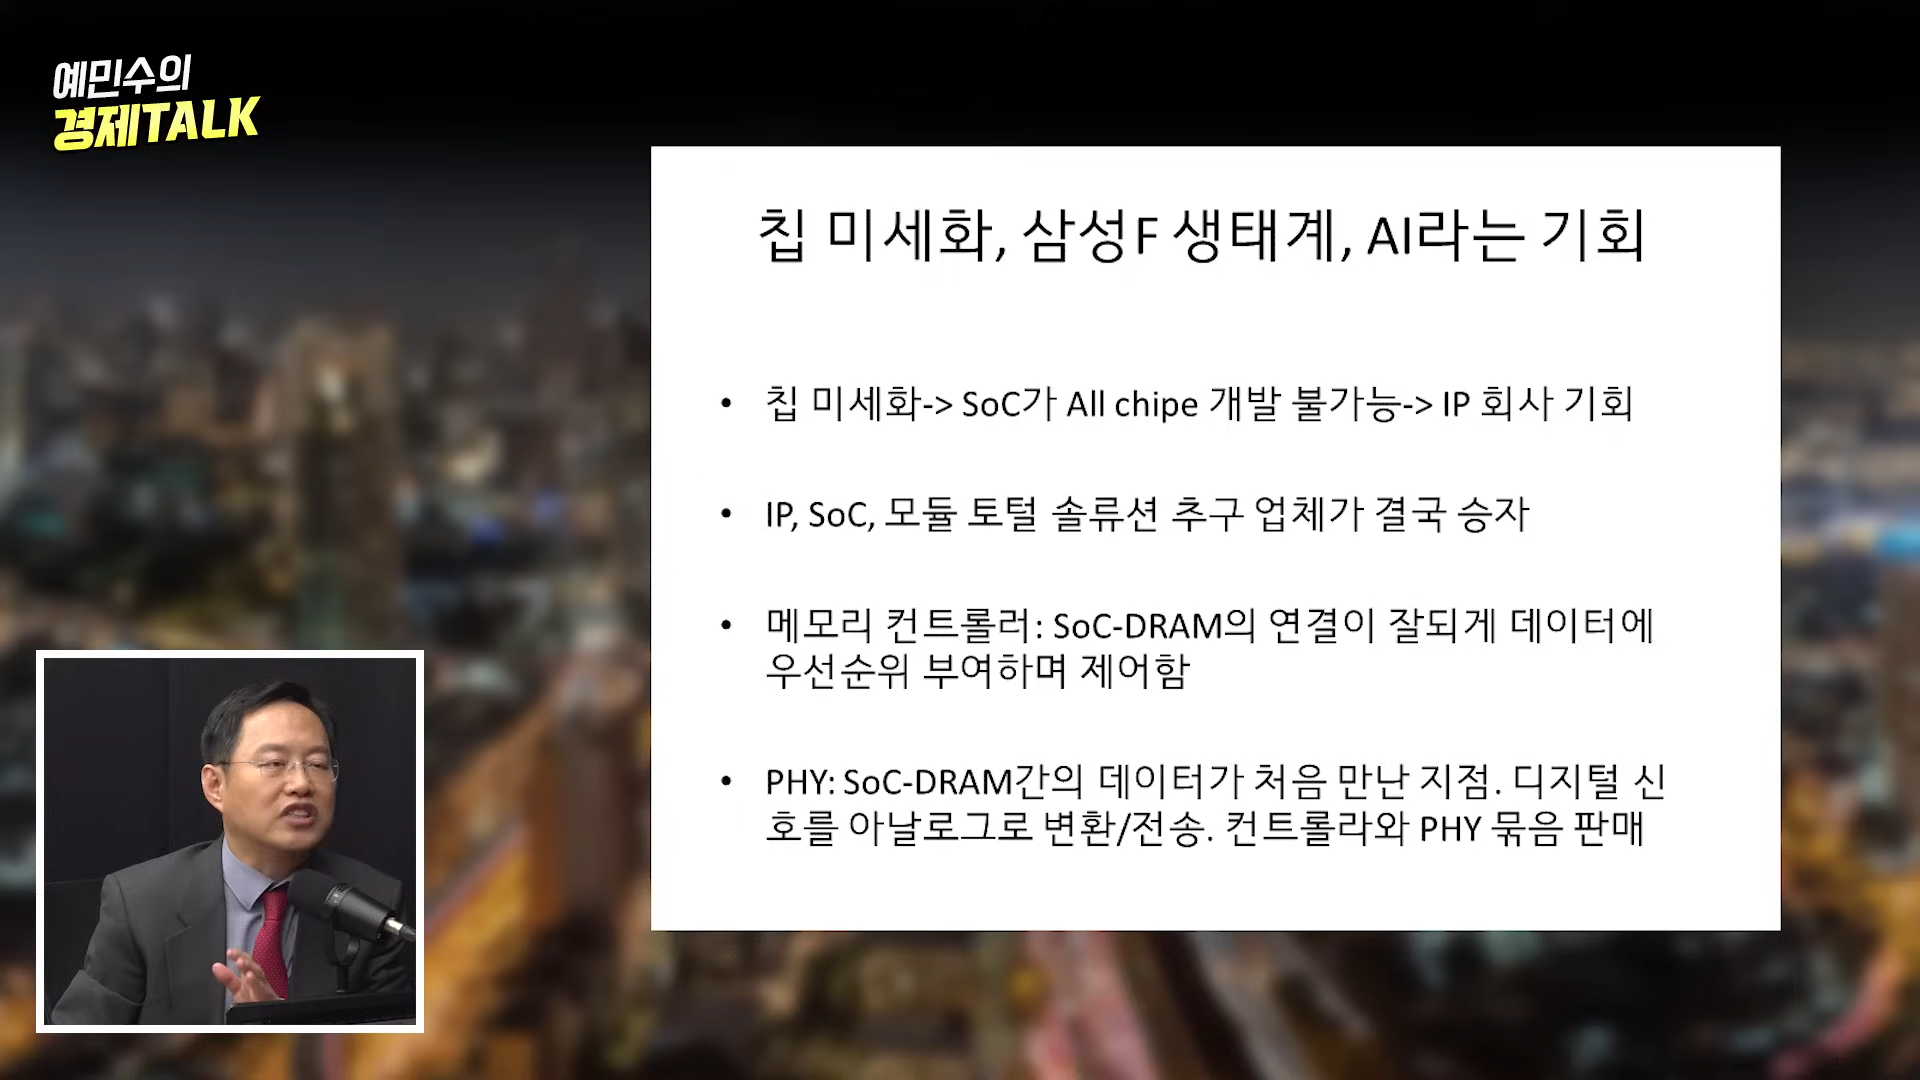 예민수의
경제TALK
칩 미세화, 삼성F 생태계, AI라는 기회
• 칩 미세화-> SoC가 All chipe 개발 불가능-> IP 회사 기회
• IP, SoC, 모듈 토털 솔류션 추구 업체가 결국 승자
• 메모리 컨트롤러: SoC-DRAM의 연결이 잘되게 데이터에
우선순위 부여하며 제어함
• PHY: SoC-DRAM간의 데이터가 처음 만난 지점. 디지털 신
호를 아날로그로 변환/전송. 컨트롤라와 PHY 묶음 판매